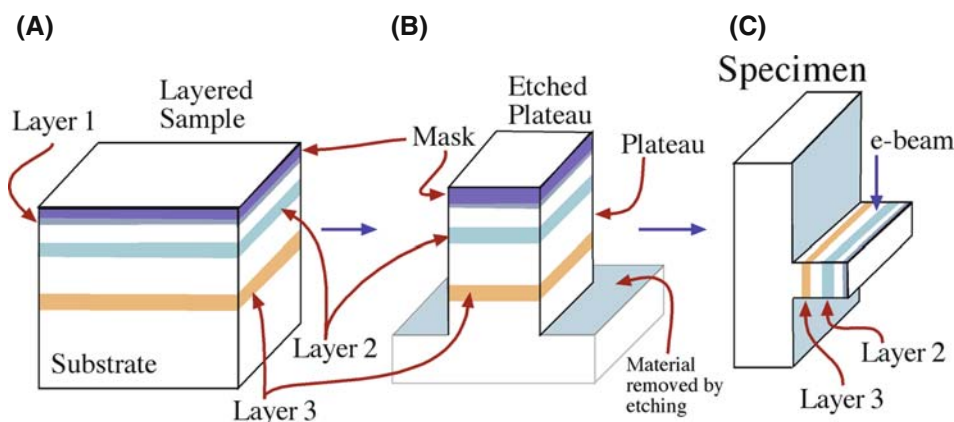 (A)
Layered
Sample
Layer 1
Substrate
Layer 2
Layer 3
(B)
Etched
Plateau
Mask
Plateau
Material
removed by
etching
(C)
Specimen
e-beam
Layer 2
Layer 3